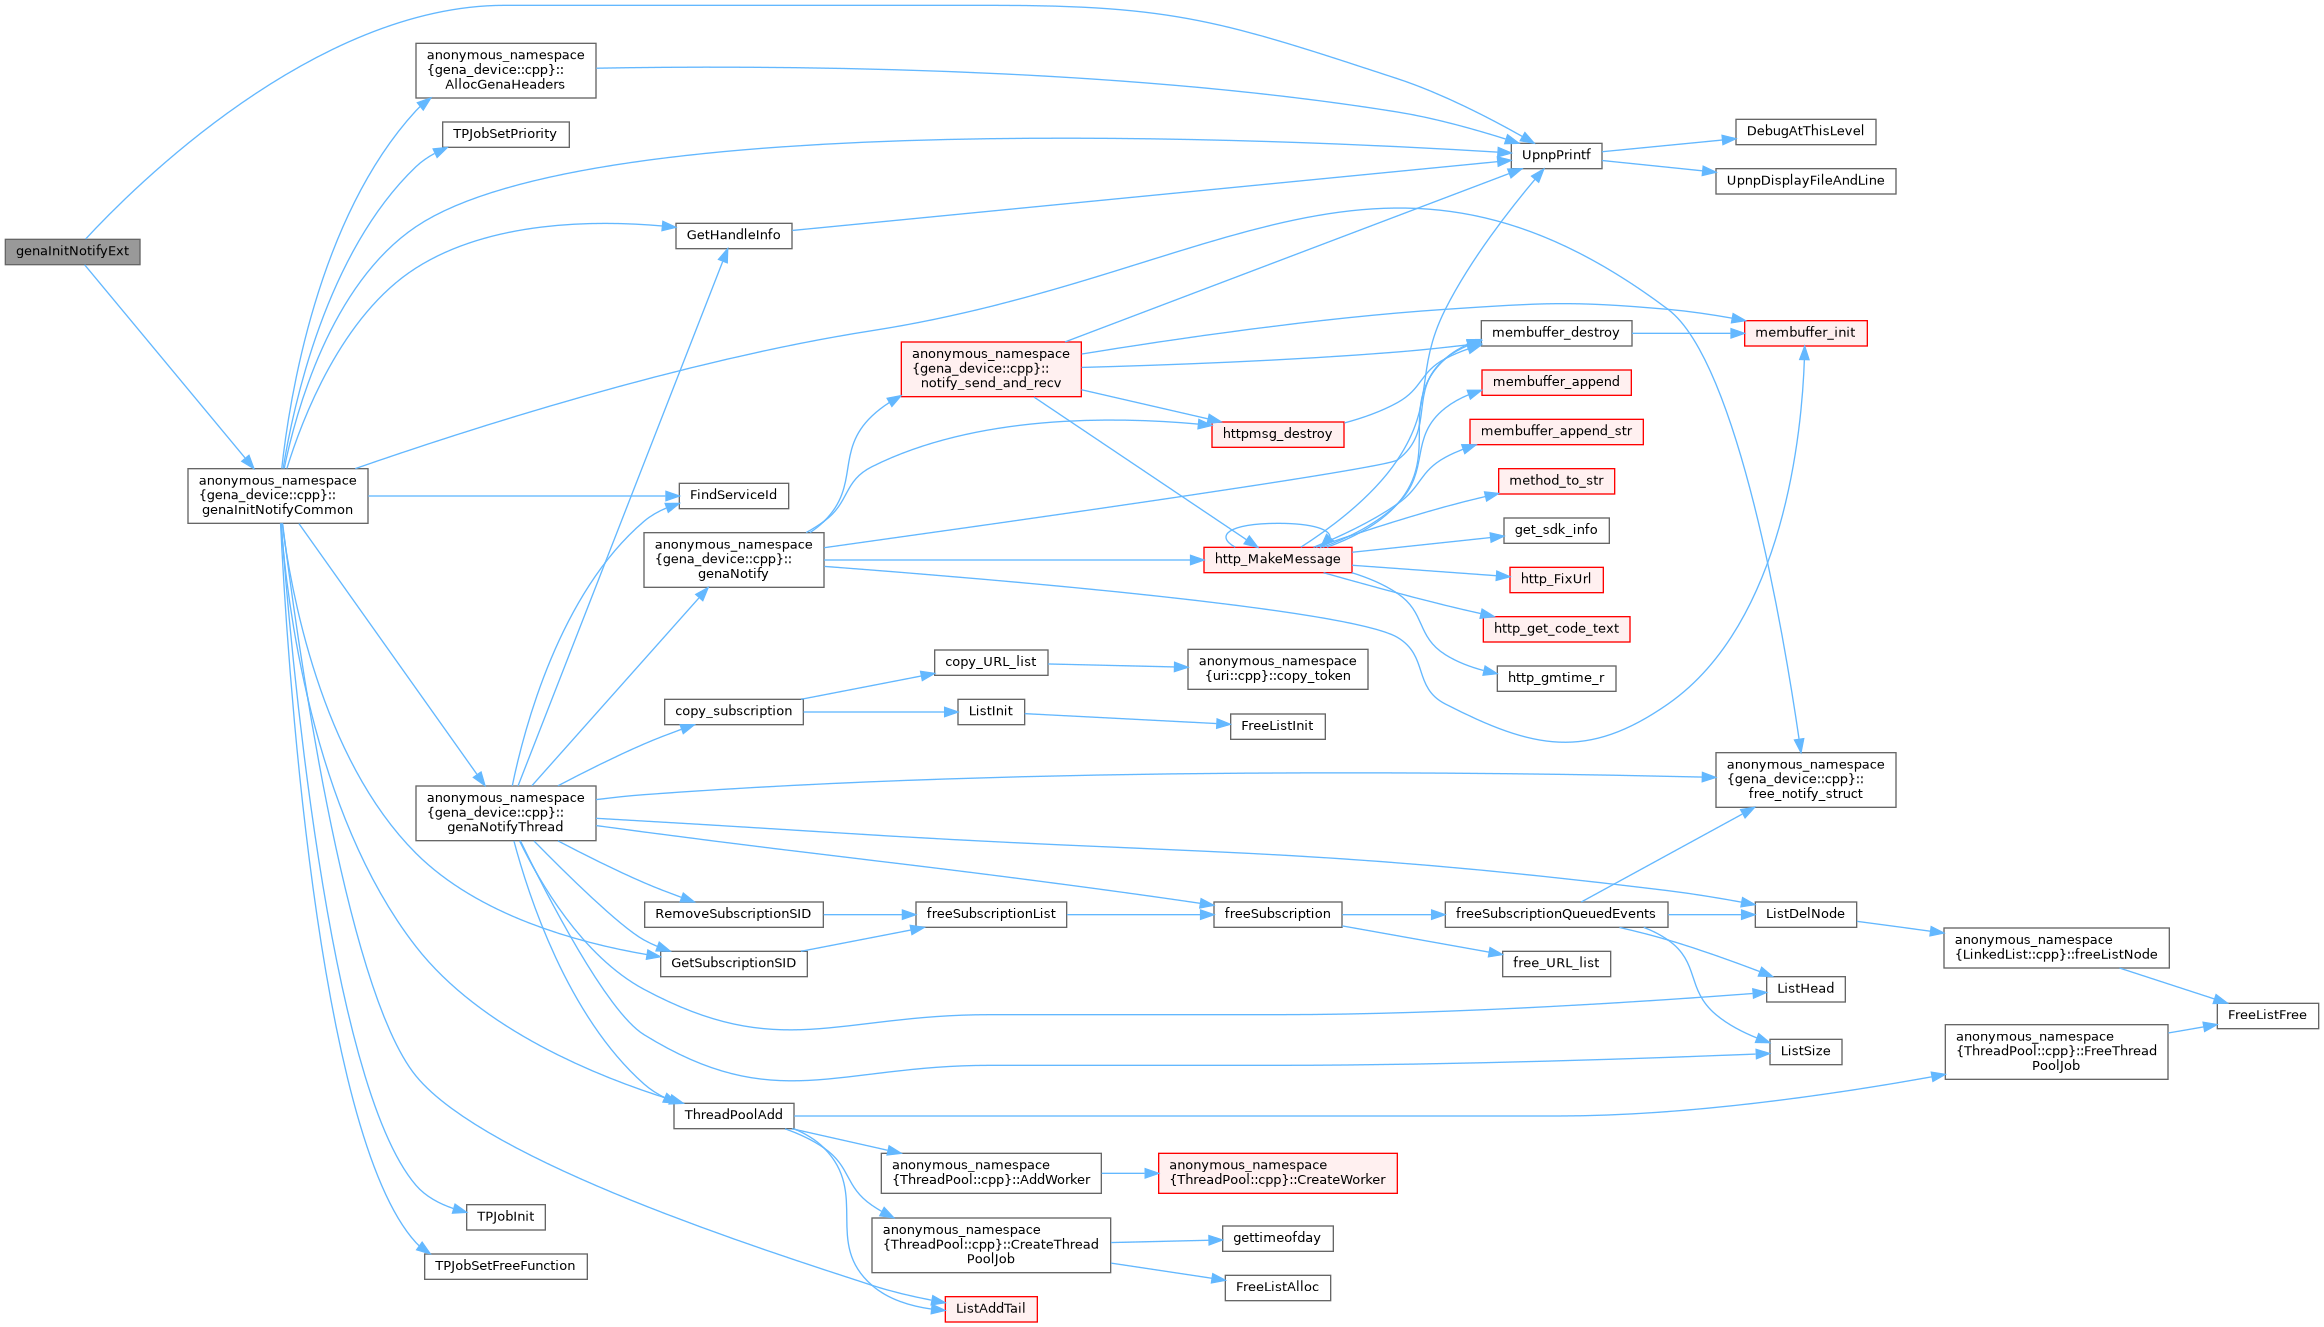 genaInitNotifyExt
anonymous_namespace
{gena_device::cpp}::
genaInitNotifyCommon
anonymous_namespace
{gena_device::cpp}::
AllocGenaHeaders
TPJobSetPriority
anonymous_namespace
{gena_device::cpp}::
genaNotifyThread
TPJobInit
TPJobSetFreeFunction
GetHandleInfo
FindServiceId
anonymous_namespace
{gena_device::cpp}::
genaNotify
copy_subscription
RemoveSubscriptionSID
GetSubscriptionSID
ThreadPoolAdd
anonymous_namespace
{gena_device::cpp}::
notify_send_and_recv
copy_URL_list
ListInit
freeSubscriptionList
anonymous_namespace
{ThreadPool::cpp}::AddWorker
anonymous_namespace
{ThreadPool::cpp}::CreateThread
PoolJob
ListAddTail
httpmsg_destroy
http_MakeMessage
anonymous_namespace
{uri::cpp}::copy_token
FreeListInit
freeSubscription
anonymous_namespace
{ThreadPool::cpp}::CreateWorker
gettimeofday
FreeListAlloc
UpnpPrintf
membuffer_destroy
membuffer_append
membuffer_append_str
method_to_str
get_sdk_info
http_FixUrl
http_get_code_text
http_gmtime_r
freeSubscriptionQueuedEvents
free_URL_list
DebugAtThisLevel
UpnpDisplayFileAndLine
membuffer_init
anonymous_namespace
{gena_device::cpp}::
free_notify_struct
ListDelNode
ListHead
ListSize
anonymous_namespace
{LinkedList::cpp}::freeListNode
anonymous_namespace
{ThreadPool::cpp}::FreeThread
PoolJob
FreeListFree